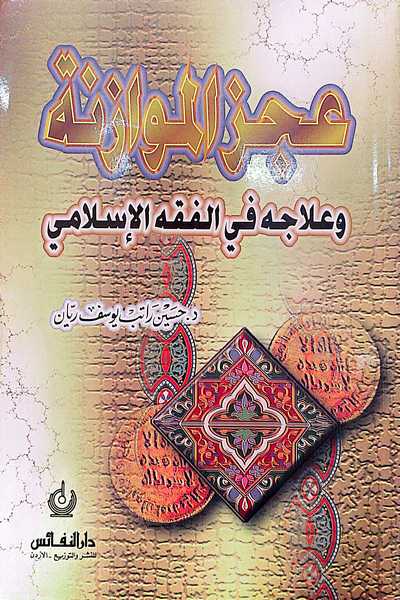 عجز الموازنة
وعلاجه في الفقه الإسلامي
د. حسين راتب يوسف ريان
دار النفائس
للنشر والتوزيع - الأردن